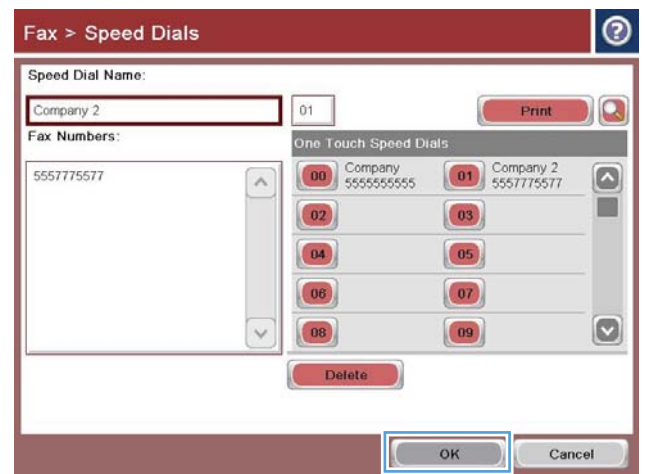 Fax > Speed Dials
?
Speed Dial Name:
Company 2
01
Print
Fax Numbers:
5557775577
One Touch Speed Dials
00 Company 5555555555
01 Company 2 5557775577
02
03
04
05
06
07
08
09
Delete
OK
Cancel